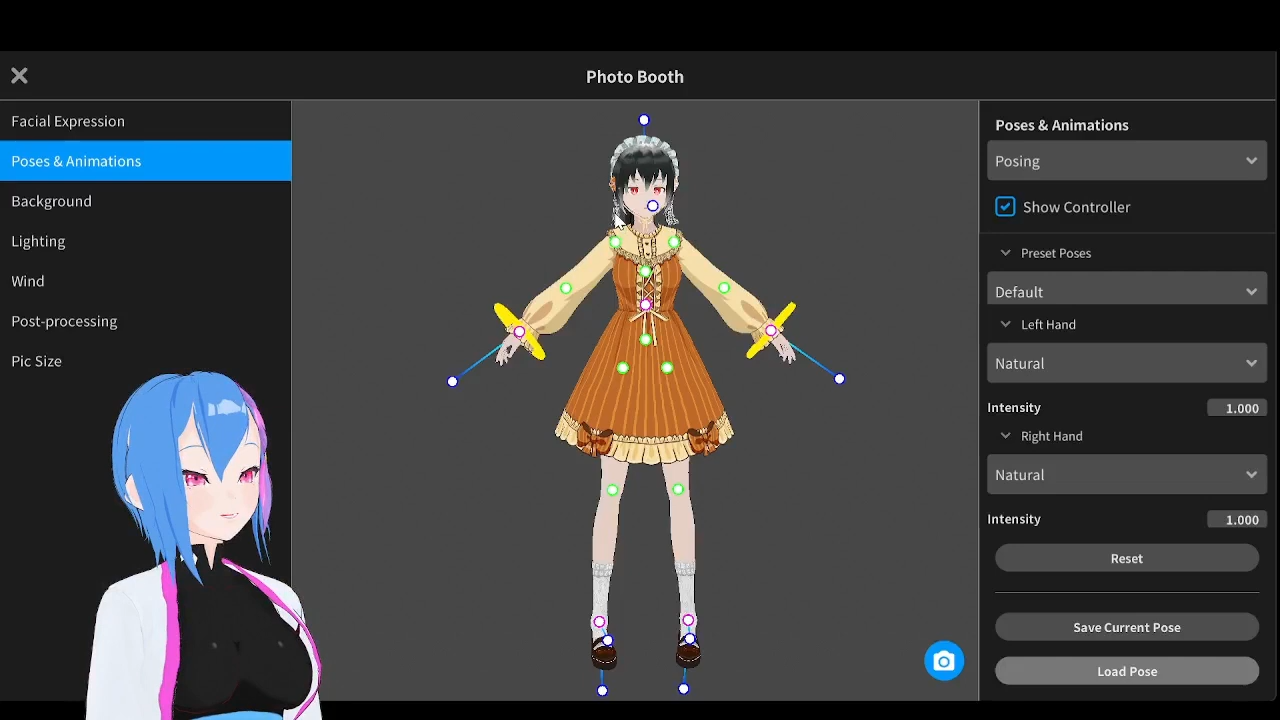 Photo Booth
Facial Expression
Poses & Animations
Background
Lighting
Wind
Post-processing
Pic Size
Poses & Animations
Posing
Show Controller
Preset Poses
Default
Left Hand
Natural
Intensity 1.000
Right Hand
Natural
Intensity 1.000
Reset
Save Current Pose
Load Pose